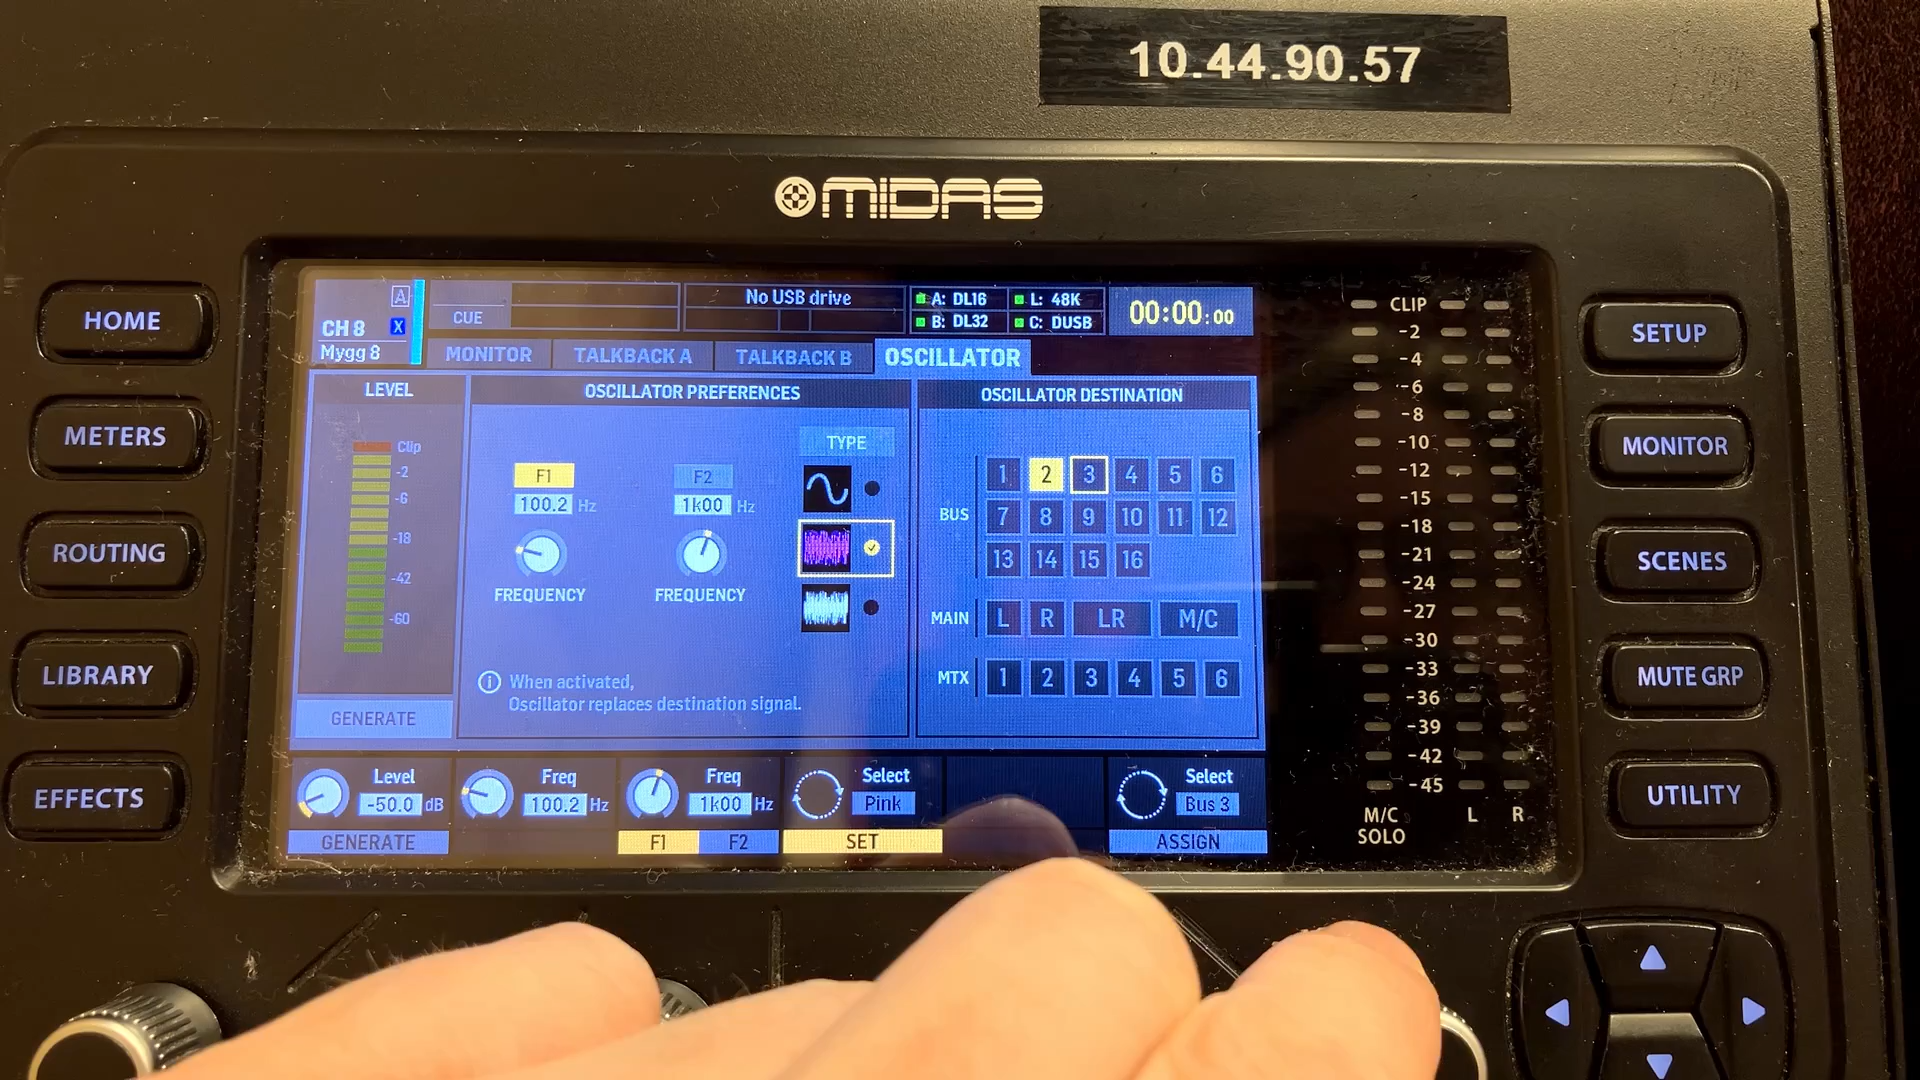 10.44.90.57
MIDAS
HOME
METERS
ROUTING
LIBRARY
EFFECTS
CH 8 A X
Mygg 8
CUE
No USB drive
A: DL16 L: 48K
B: DL32 C: DUSB
00:00:00
MONITOR TALKBACK A TALKBACK B OSCILLATOR
LEVEL
Clip
-2
-6
-18
-42
-60
GENERATE
OSCILLATOR PREFERENCES
TYPE
F1 F2
100.2 Hz 1k00 Hz
FREQUENCY FREQUENCY
When activated,
Oscillator replaces destination signal.
OSCILLATOR DESTINATION
BUS
1 2 3 4 5 6
7 8 9 10 11 12
13 14 15 16
MAIN L R LR M/C
MTX 1 2 3 4 5 6
Level
-50.0 dB
GENERATE
Freq
100.2 Hz
Freq
1k00 Hz
F1 F2
Select
Pink
SET
Select
Bus 3
ASSIGN
CLIP
-2
-4
-6
-8
-10
-12
-15
-18
-21
-24
-27
-30
-33
-36
-39
-42
-45
M/C
SOLO
L R
SETUP
MONITOR
SCENES
MUTE GRP
UTILITY